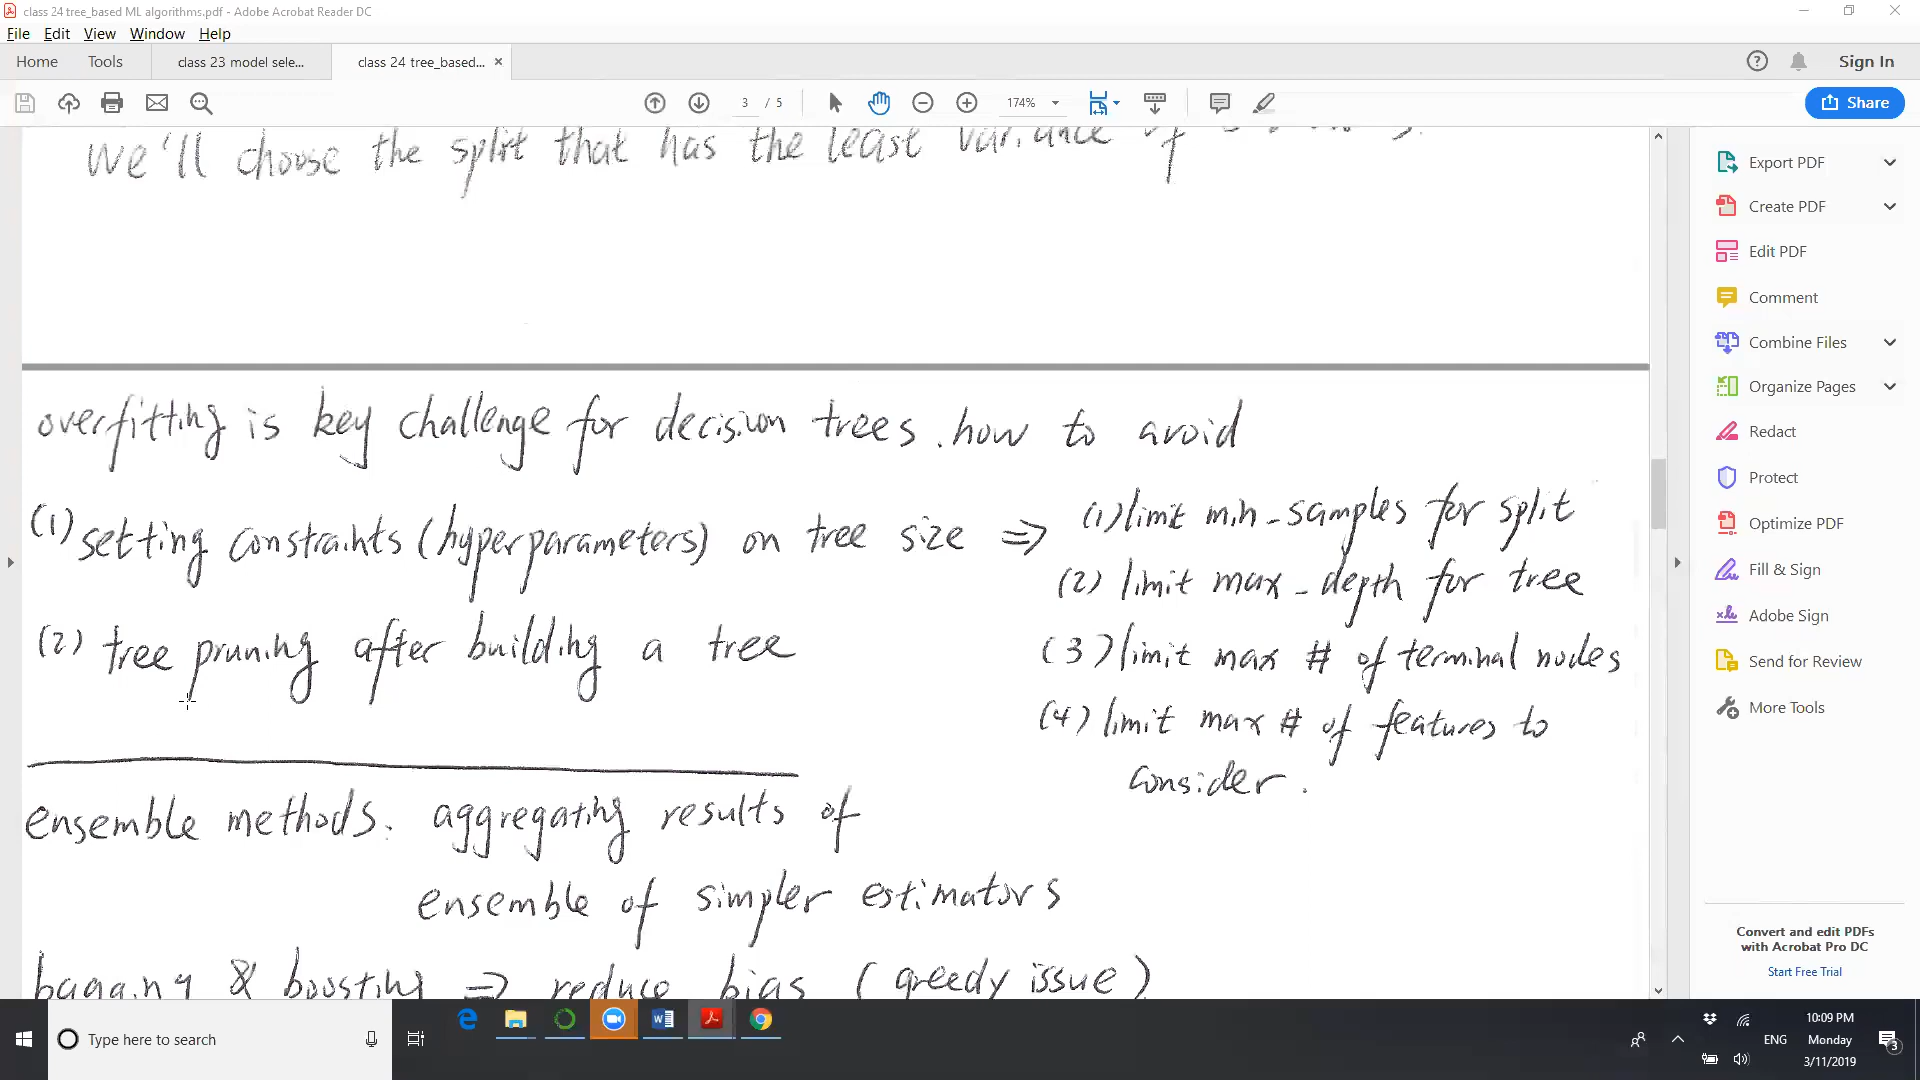 class 24 tree_based ML algorithms.pdf - Adobe Acrobat Reader DC
File Edit View Window Help
Home Tools class 23 model sele... class 24 tree_based... × Sign In
3 / 5 174% Share
we'll choose the split that has the least variance of
overfitting is key challenge for decision trees. how to avoid
(1) setting constraints (hyperparameters) on tree size ⇒ (1) limit min_samples for split
(2) limit max_depth for tree
(2) tree pruning after building a tree
(3) limit max # of terminal nodes
(4) limit max # of features to
consider.
ensemble methods: aggregating results of
ensemble of simpler estimators
bagging & boosting ⇒ reduce bias (greedy issue)
Export PDF
Create PDF
Edit PDF
Comment
Combine Files
Organize Pages
Redact
Protect
Optimize PDF
Fill & Sign
Adobe Sign
Send for Review
More Tools
Convert and edit PDFs
with Acrobat Pro DC
Start Free Trial
Type here to search
ENG
10:09 PM
Monday
3/11/2019
3